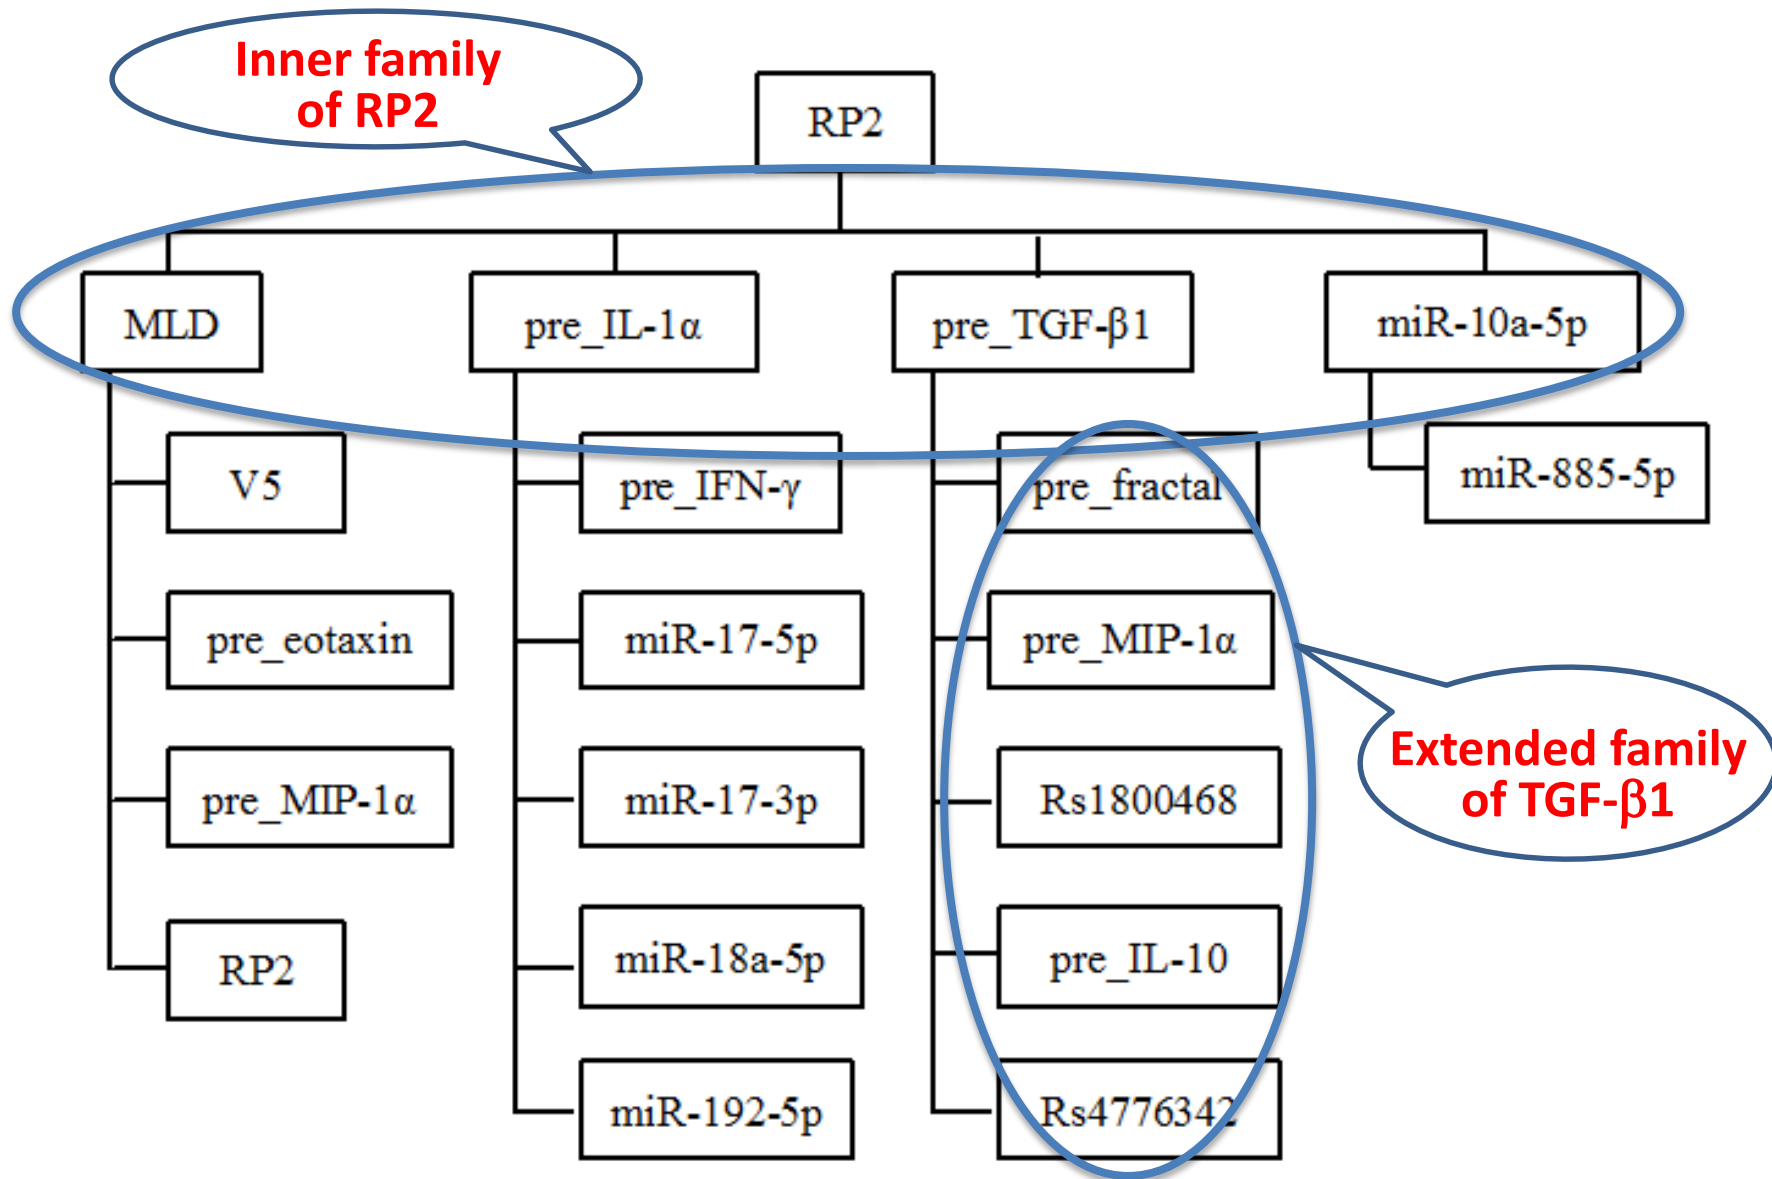 Inner family
of RP2
RP2
MLD
pre_IL-1α
pre_TGF-β1
miR-10a-5p
V5
pre_eotaxin
pre_MIP-1α
RP2
pre_IFN-γ
miR-17-5p
miR-17-3p
miR-18a-5p
miR-192-5p
pre_fractal
pre_MIP-1α
Rs1800468
pre_IL-10
Rs4776342
miR-885-5p
Extended family
of TGF-β1